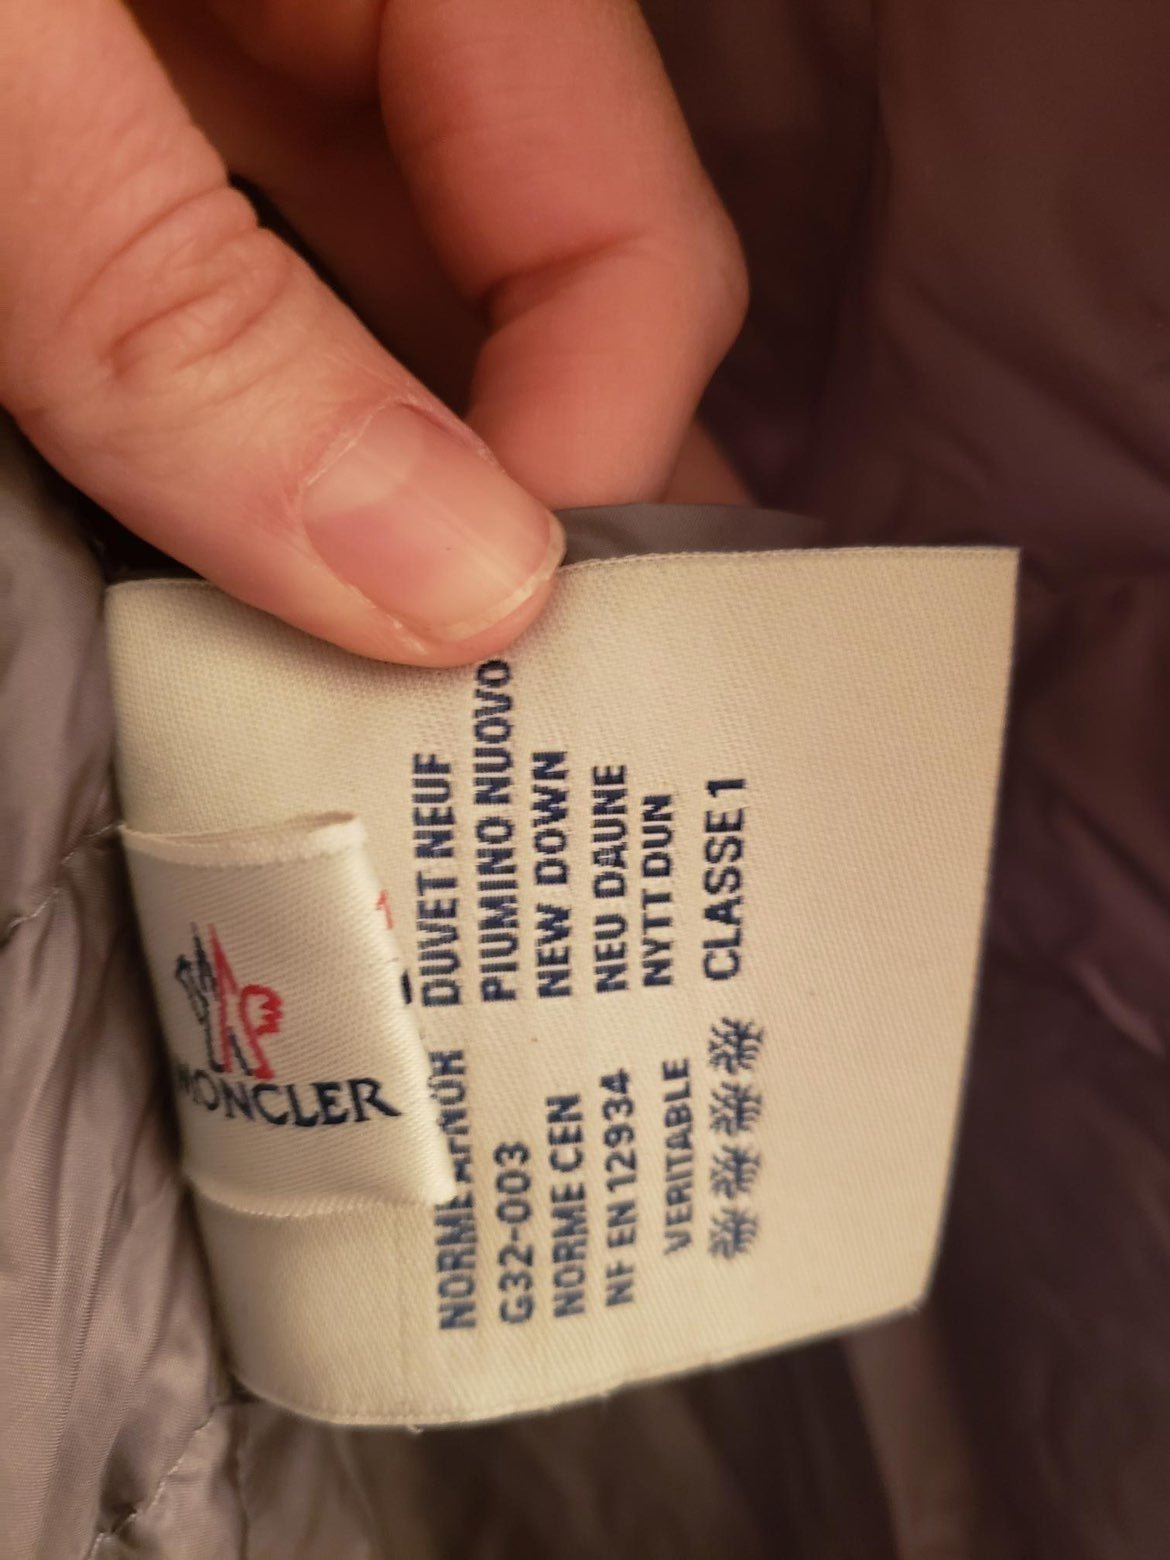 MONCLER
NORME AFNOR
DUVET NEUF
G32-003
PIUMINO NUOVO
NORME CEN
NEW DOWN
NF EN 12934
NEU DAUNE
VERITABLE
NYTT DUN
CLASSE 1